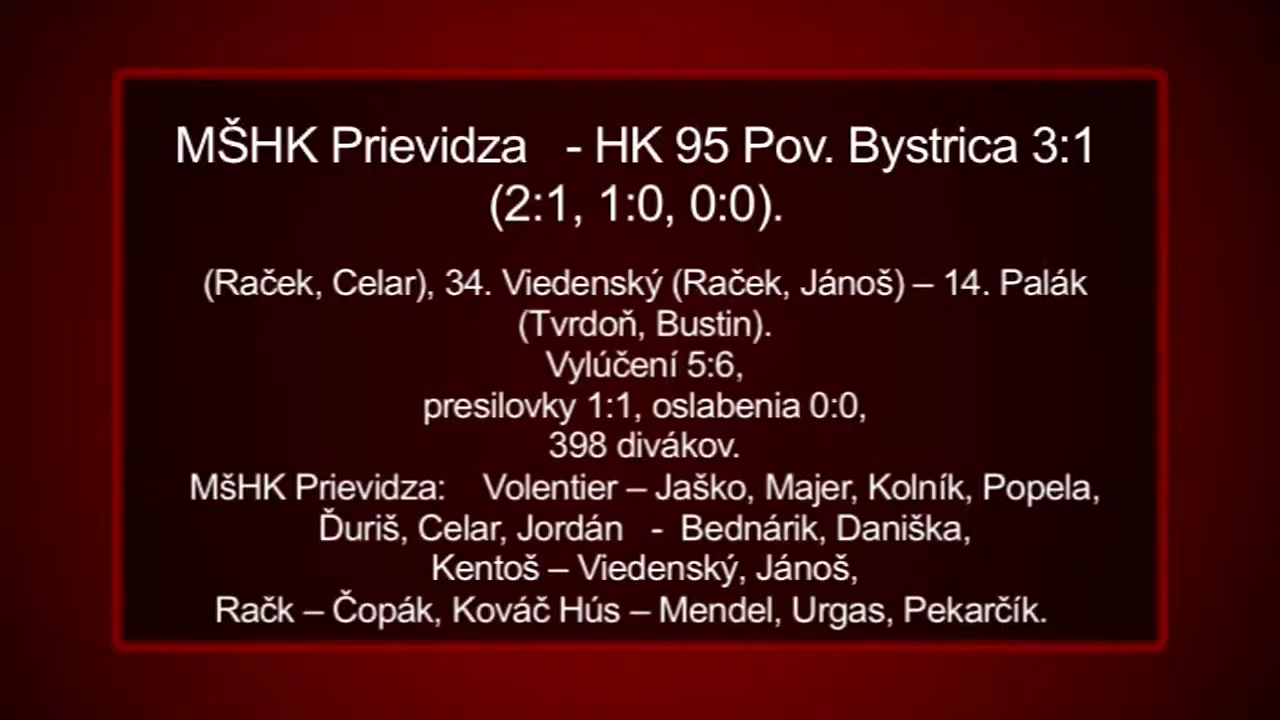 MŠHK Prievidza - HK 95 Pov. Bystrica 3:1
(2:1, 1:0, 0:0).
(Raček, Celar), 34. Viedenský (Raček, Jánoš) – 14. Palák
(Tvrdoň, Bustin).
Vylúčení 5:6,
presilovky 1:1, oslabenia 0:0,
398 divákov.
MšHK Prievidza: Volentier – Jaško, Majer, Kolník, Popela,
Ďuriš, Celar, Jordán - Bednárik, Daniška,
Kentoš – Viedenský, Jánoš,
Račk – Čopák, Kováč Hús – Mendel, Urgas, Pekarčík.